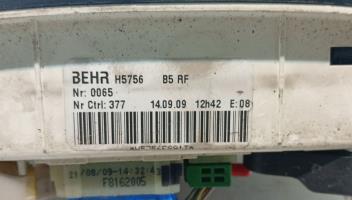 BEHR H5756 B5 RF
Nr: 0065
Nr Ctrl: 377 14.09.09 12h42 E:08
21/08/09-14:32:43
F8162005